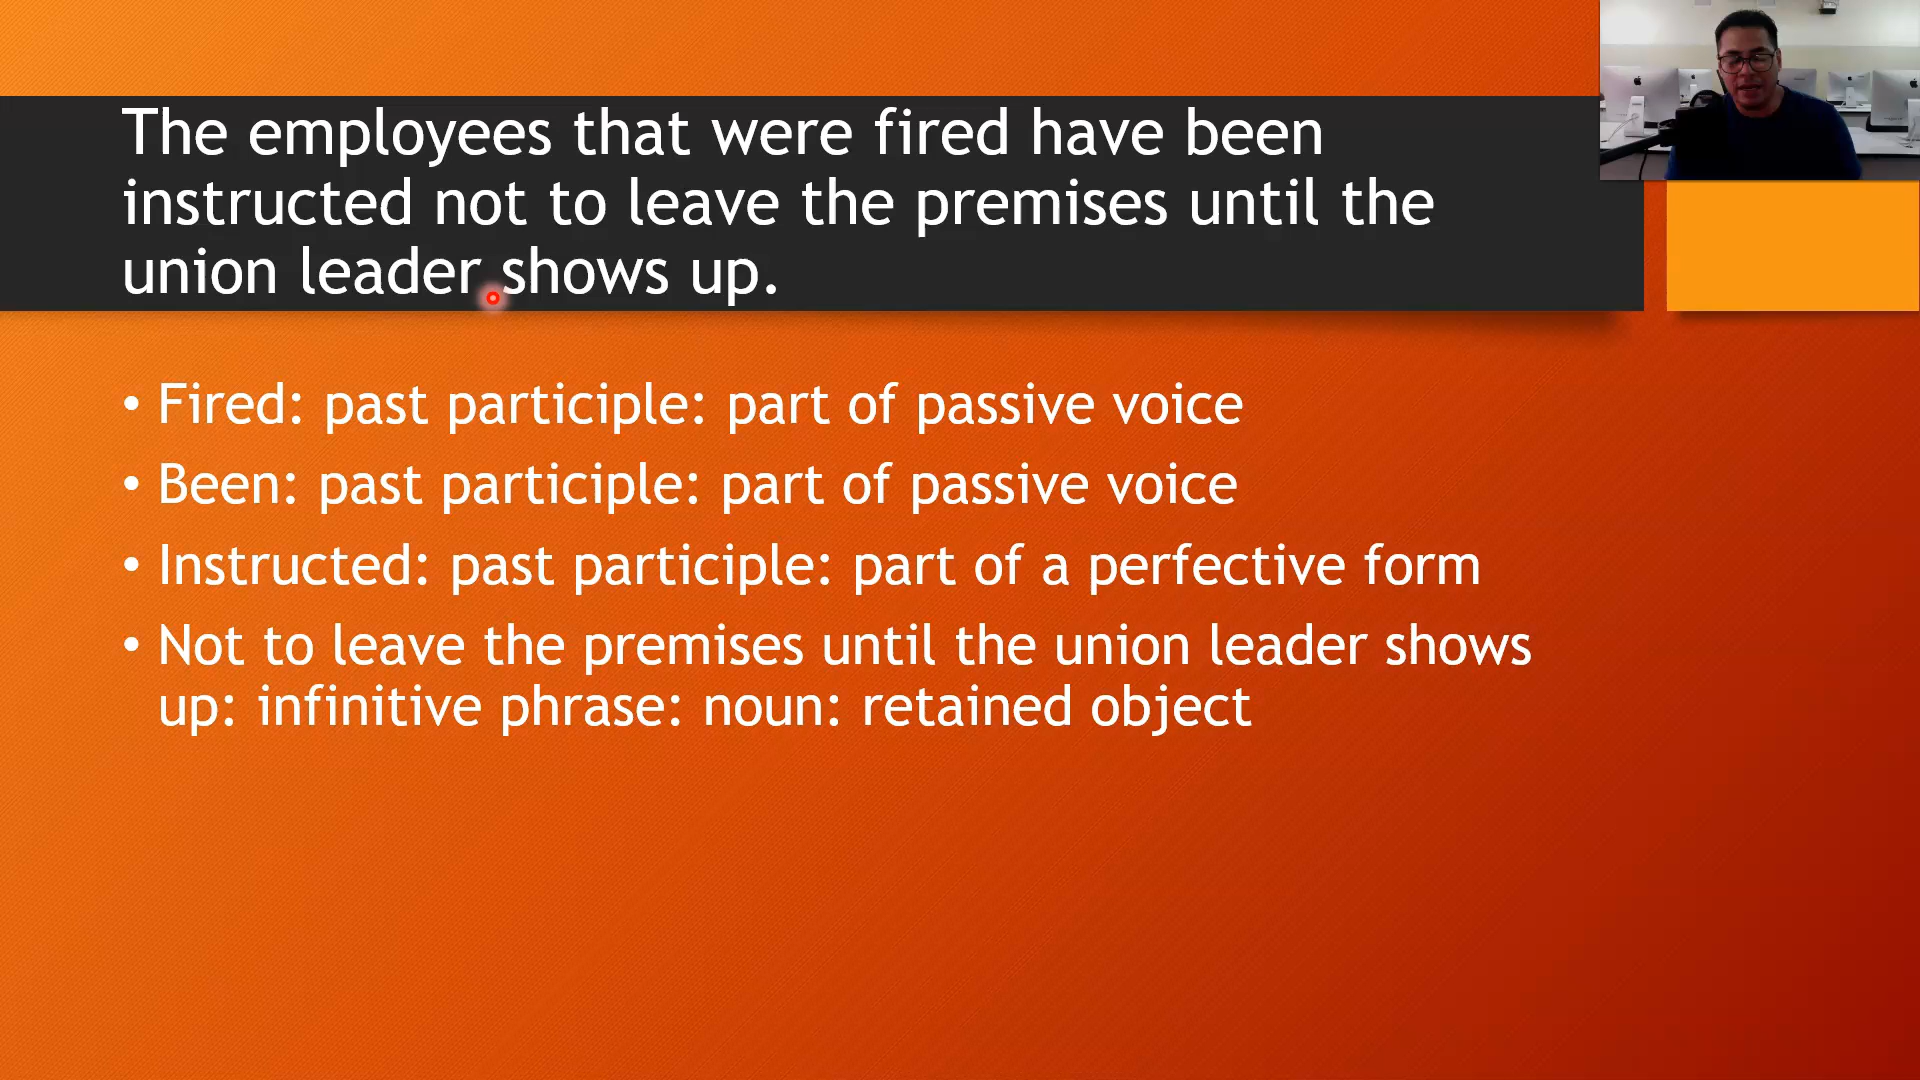 The employees that were fired have been
instructed not to leave the premises until the
union leader shows up.
• Fired: past participle: part of passive voice
• Been: past participle: part of passive voice
• Instructed: past participle: part of a perfective form
• Not to leave the premises until the union leader shows
up: infinitive phrase: noun: retained object